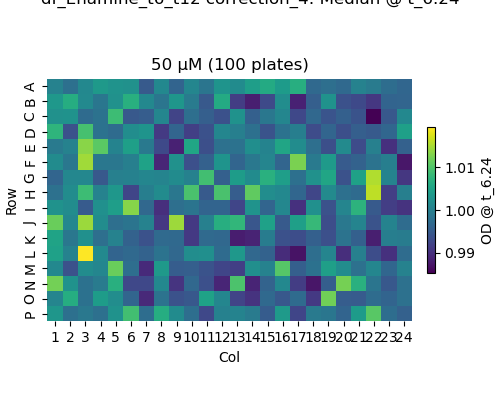 df_Enamine_to_t12 correction_4: Median @ t_6.24
50 μM (100 plates)
A
B
C
D
E
F
G
H
I
J
K
L
M
N
O
P
Row
1 2 3 4 5 6 7 8 9 10 11 12 13 14 15 16 17 18 19 20 21 22 23 24
Col
1.01
1.00
0.99
OD @ t_6.24